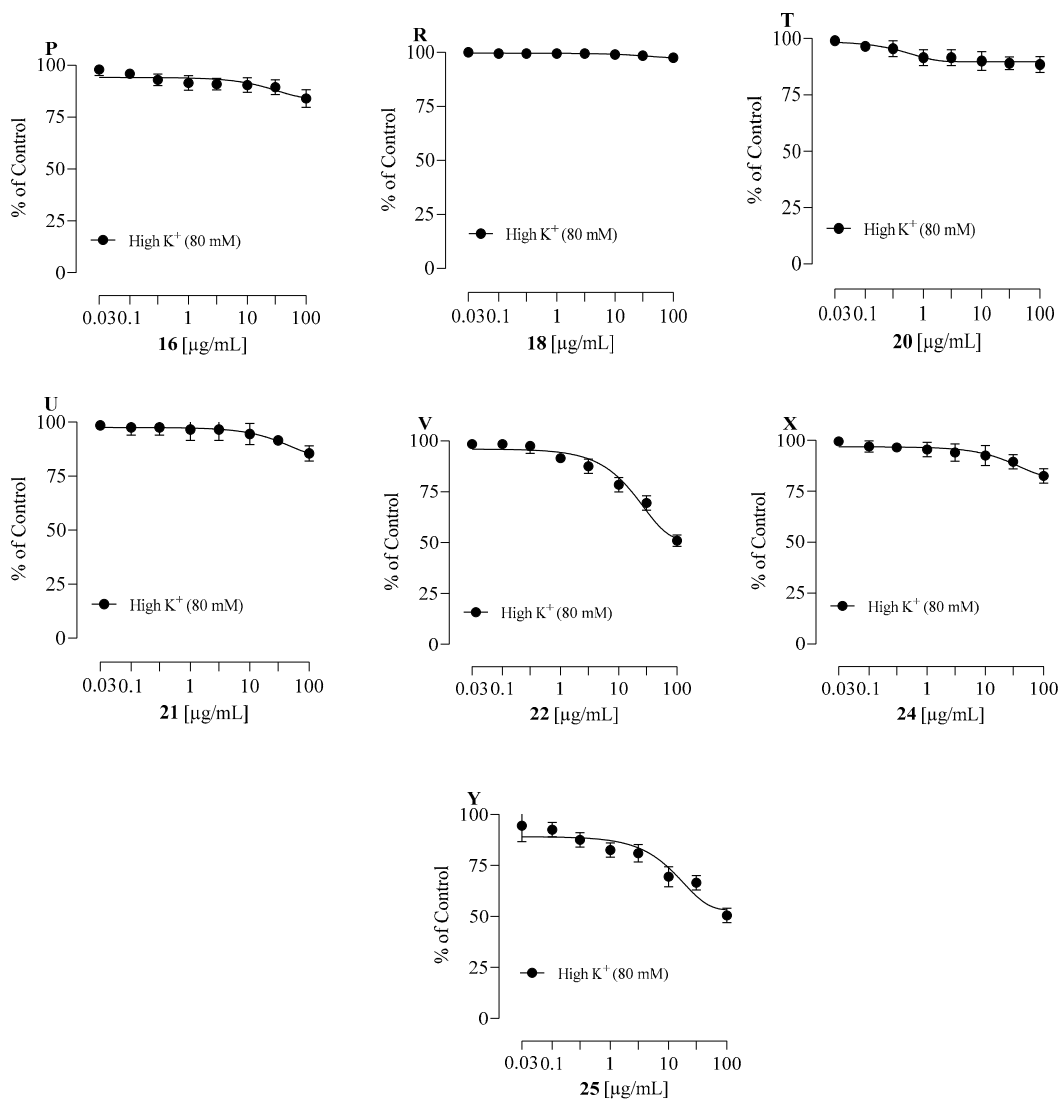 P
100
75
50
25
0
% of Control
High K+ (80 mM)
0.03 0.1 1 10 100
16 [µg/mL]
R
100
75
50
25
0
% of Control
High K+ (80 mM)
0.03 0.1 1 10 100
18 [µg/mL]
T
100
75
50
25
0
% of Control
High K+ (80 mM)
0.03 0.1 1 10 100
20 [µg/mL]
U
100
75
50
25
0
% of Control
High K+ (80 mM)
0.03 0.1 1 10 100
21 [µg/mL]
V
100
75
50
25
0
% of Control
High K+ (80 mM)
0.03 0.1 1 10 100
22 [µg/mL]
X
100
75
50
25
0
% of Control
High K+ (80 mM)
0.03 0.1 1 10 100
24 [µg/mL]
Y
100
75
50
25
0
% of Control
High K+ (80 mM)
0.03 0.1 1 10 100
25 [µg/mL]